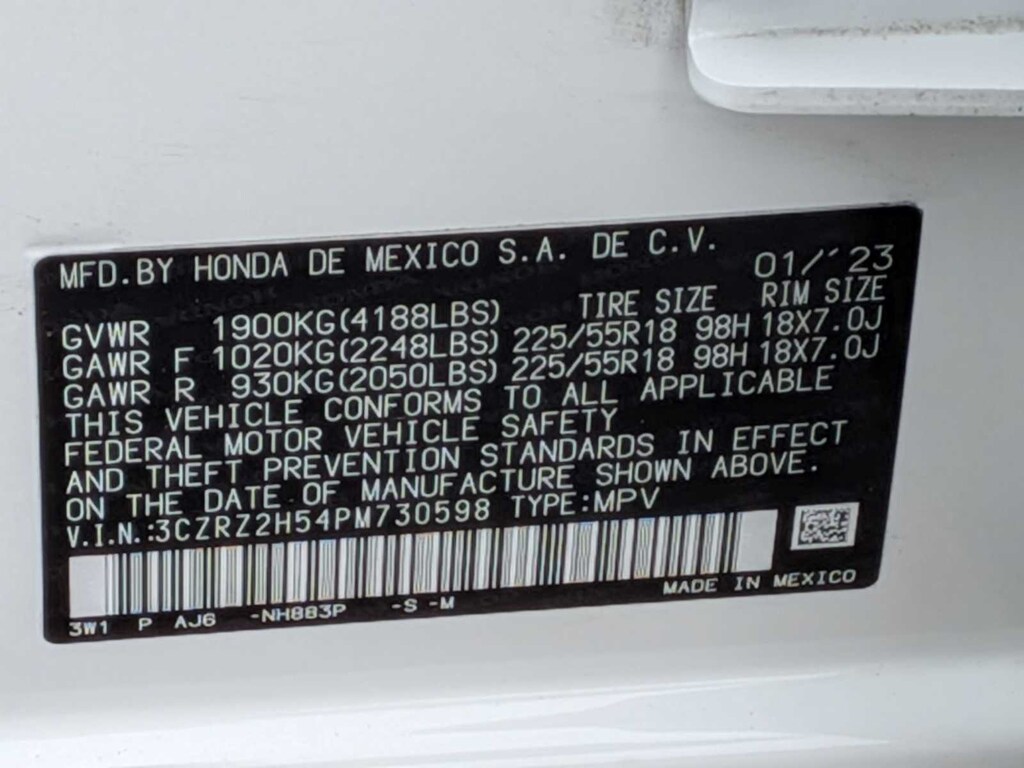 MFD.BY HONDA DE MEXICO S.A. DE C.V. 01/'23
TIRE SIZE RIM SIZE
GVWR 1900KG(4188LBS)
GAWR F 1020KG(2248LBS) 225/55R18 98H 18X7.0J
GAWR R 930KG(2050LBS) 225/55R18 98H 18X7.0J
THIS VEHICLE CONFORMS TO ALL APPLICABLE
FEDERAL MOTOR VEHICLE SAFETY
AND THEFT PREVENTION STANDARDS IN EFFECT
ON THE DATE OF MANUFACTURE SHOWN ABOVE.
V.I.N.:3CZRZ2H54PM730598 TYPE:MPV
MADE IN MEXICO
3W1 P AJ6 -NH883P -S -M